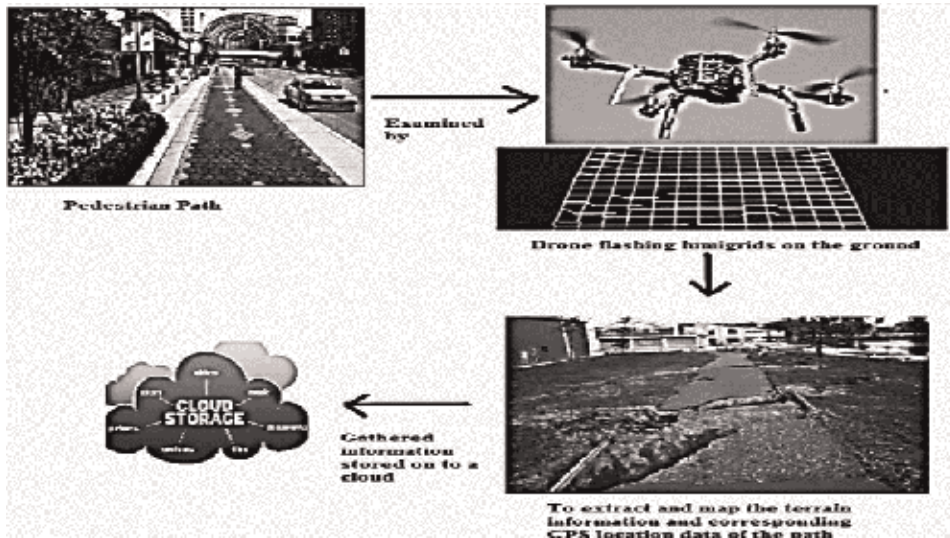 Examined
by
Pedestrian Path
Drone flashing lumigrids on the ground
CLOUD
STORAGE
Gathered
information
stored on to a
cloud
To extract and map the terrain
information and corresponding
GPS location data of the path